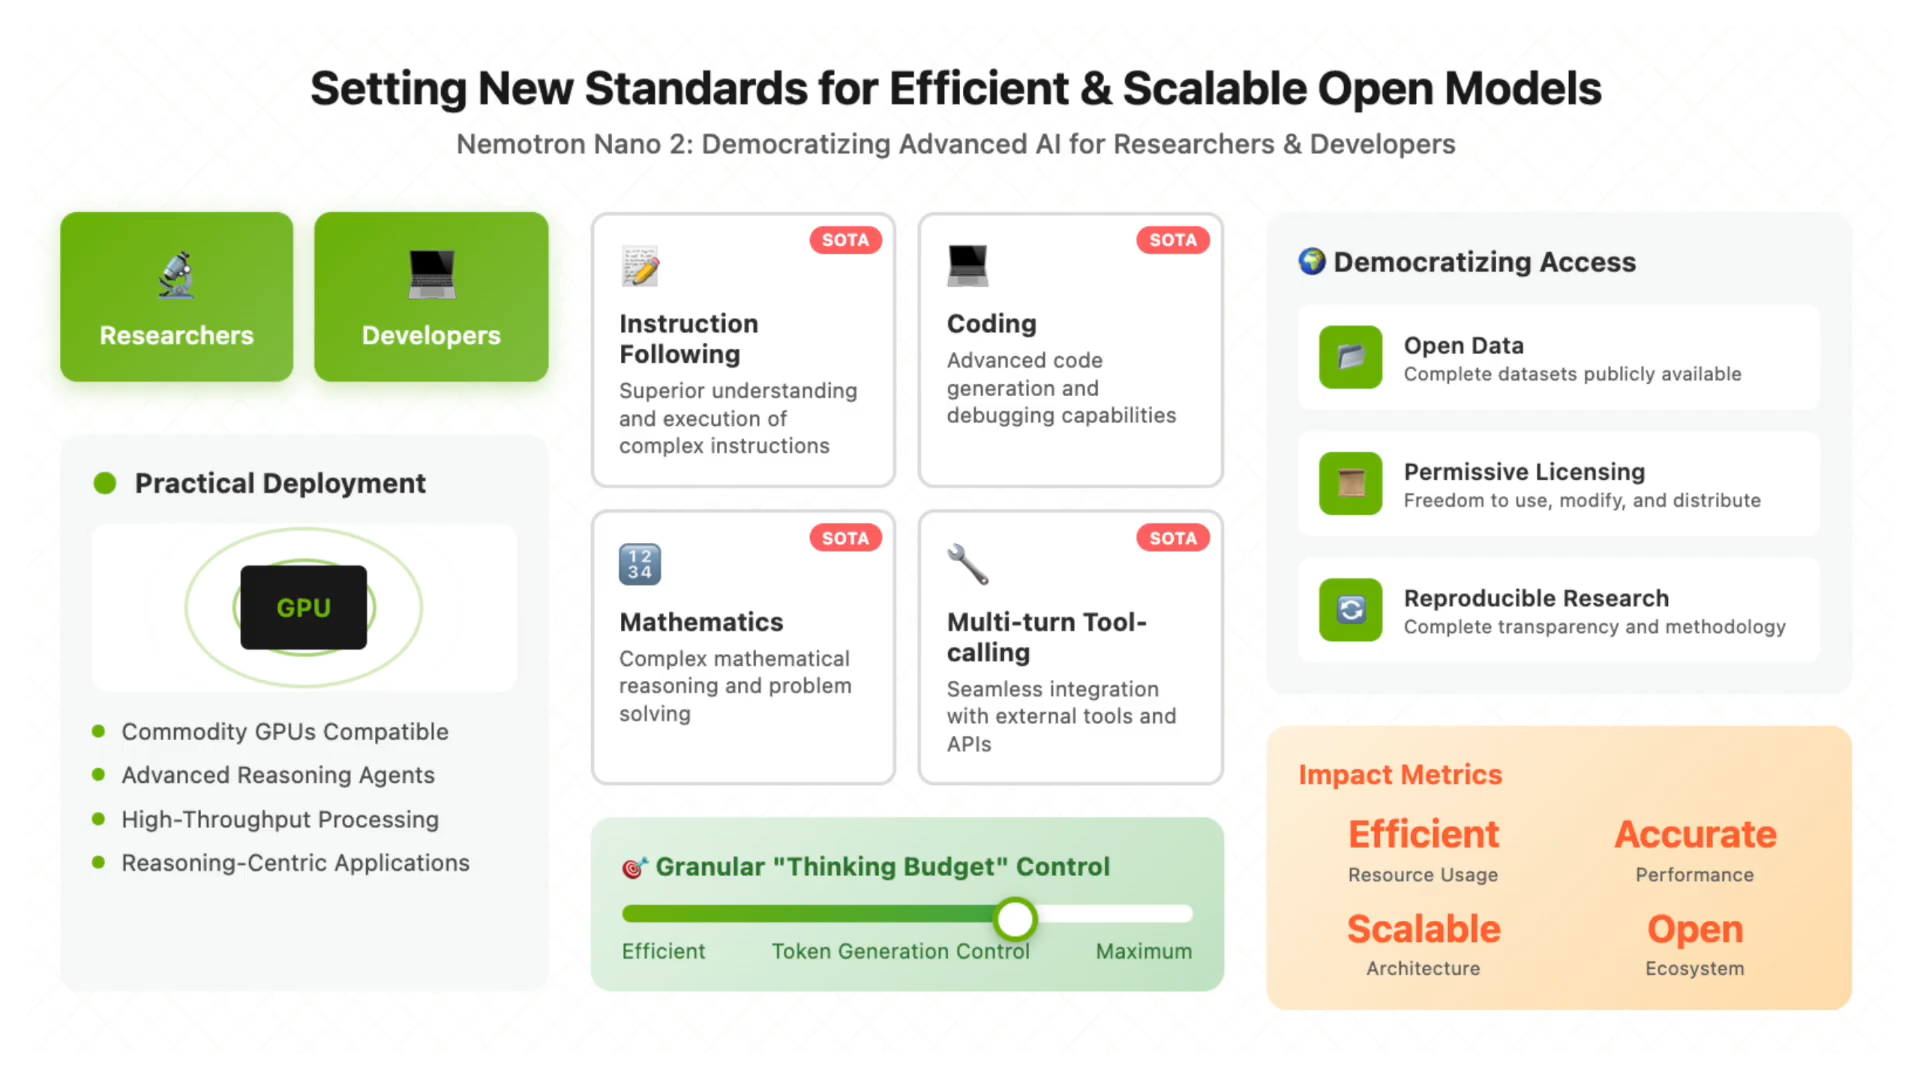 Setting New Standards for Efficient & Scalable Open Models
Nemotron Nano 2: Democratizing Advanced AI for Researchers & Developers
Researchers
Developers
Practical Deployment
GPU
Commodity GPUs Compatible
Advanced Reasoning Agents
High-Throughput Processing
Reasoning-Centric Applications
SOTA
Instruction
Following
Superior understanding
and execution of
complex instructions
SOTA
Coding
Advanced code
generation and
debugging capabilities
SOTA
1 2
3 4
Mathematics
Complex mathematical
reasoning and problem
solving
SOTA
Multi-turn Tool-
calling
Seamless integration
with external tools and
APIs
Granular "Thinking Budget" Control
Efficient
Token Generation Control
Maximum
Democratizing Access
Open Data
Complete datasets publicly available
Permissive Licensing
Freedom to use, modify, and distribute
Reproducible Research
Complete transparency and methodology
Impact Metrics
Efficient
Resource Usage
Accurate
Performance
Scalable
Architecture
Open
Ecosystem